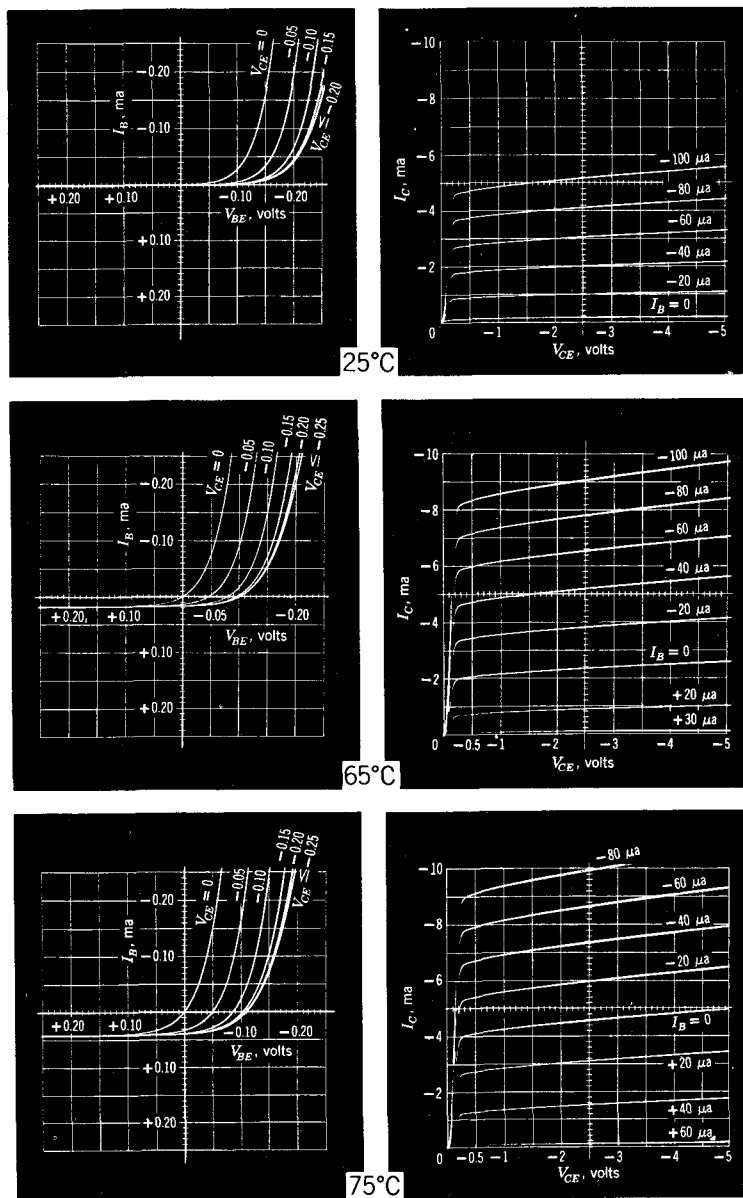 -0.20
-0.10
+0.20
+0.10
-0.10
-0.20
+0.10
+0.20
I_B, ma
V_BE, volts
V_CE = 0
-0.05
-0.10
-0.15
V_CE ≤ -0.20
-10
-8
-6
-4
-2
0
-1
-2
-3
-4
-5
I_C, ma
V_CE, volts
-100 μa
-80 μa
-60 μa
-40 μa
-20 μa
I_B = 0
25°C
-0.20
-0.10
+0.20
+0.10
-0.05
-0.20
+0.10
+0.20
I_B, ma
V_BE, volts
V_CE = 0
-0.05
-0.10
-0.15
-0.20
V_CE ≤ -0.25
-10
-8
-6
-4
-2
0
-0.5
-1
-2
-3
-4
-5
I_C, ma
V_CE, volts
-100 μa
-80 μa
-60 μa
-40 μa
-20 μa
I_B = 0
+20 μa
+30 μa
65°C
-0.20
-0.10
+0.20
+0.10
-0.10
-0.20
+0.10
+0.20
I_B, ma
V_BE, volts
V_CE = 0
-0.05
-0.10
-0.15
-0.20
V_CE ≤ -0.25
-10
-8
-6
-4
-2
0
-0.5
-1
-2
-3
-4
-5
I_C, ma
V_CE, volts
-80 μa
-60 μa
-40 μa
-20 μa
I_B = 0
+20 μa
+40 μa
+60 μa
75°C